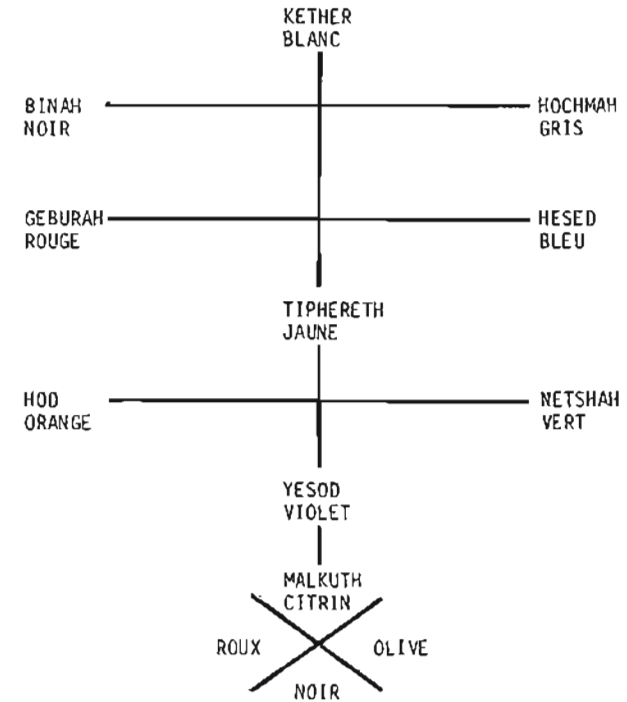 KETHER
BLANC
BINAH HOCHMAH
NOIR GRIS
GEBURAH HESED
ROUGE BLEU
TIPHERETH
JAUNE
HOD NETSHAH
ORANGE VERT
YESOD
VIOLET
MALKUTH
CITRIN
ROUX OLIVE
NOIR